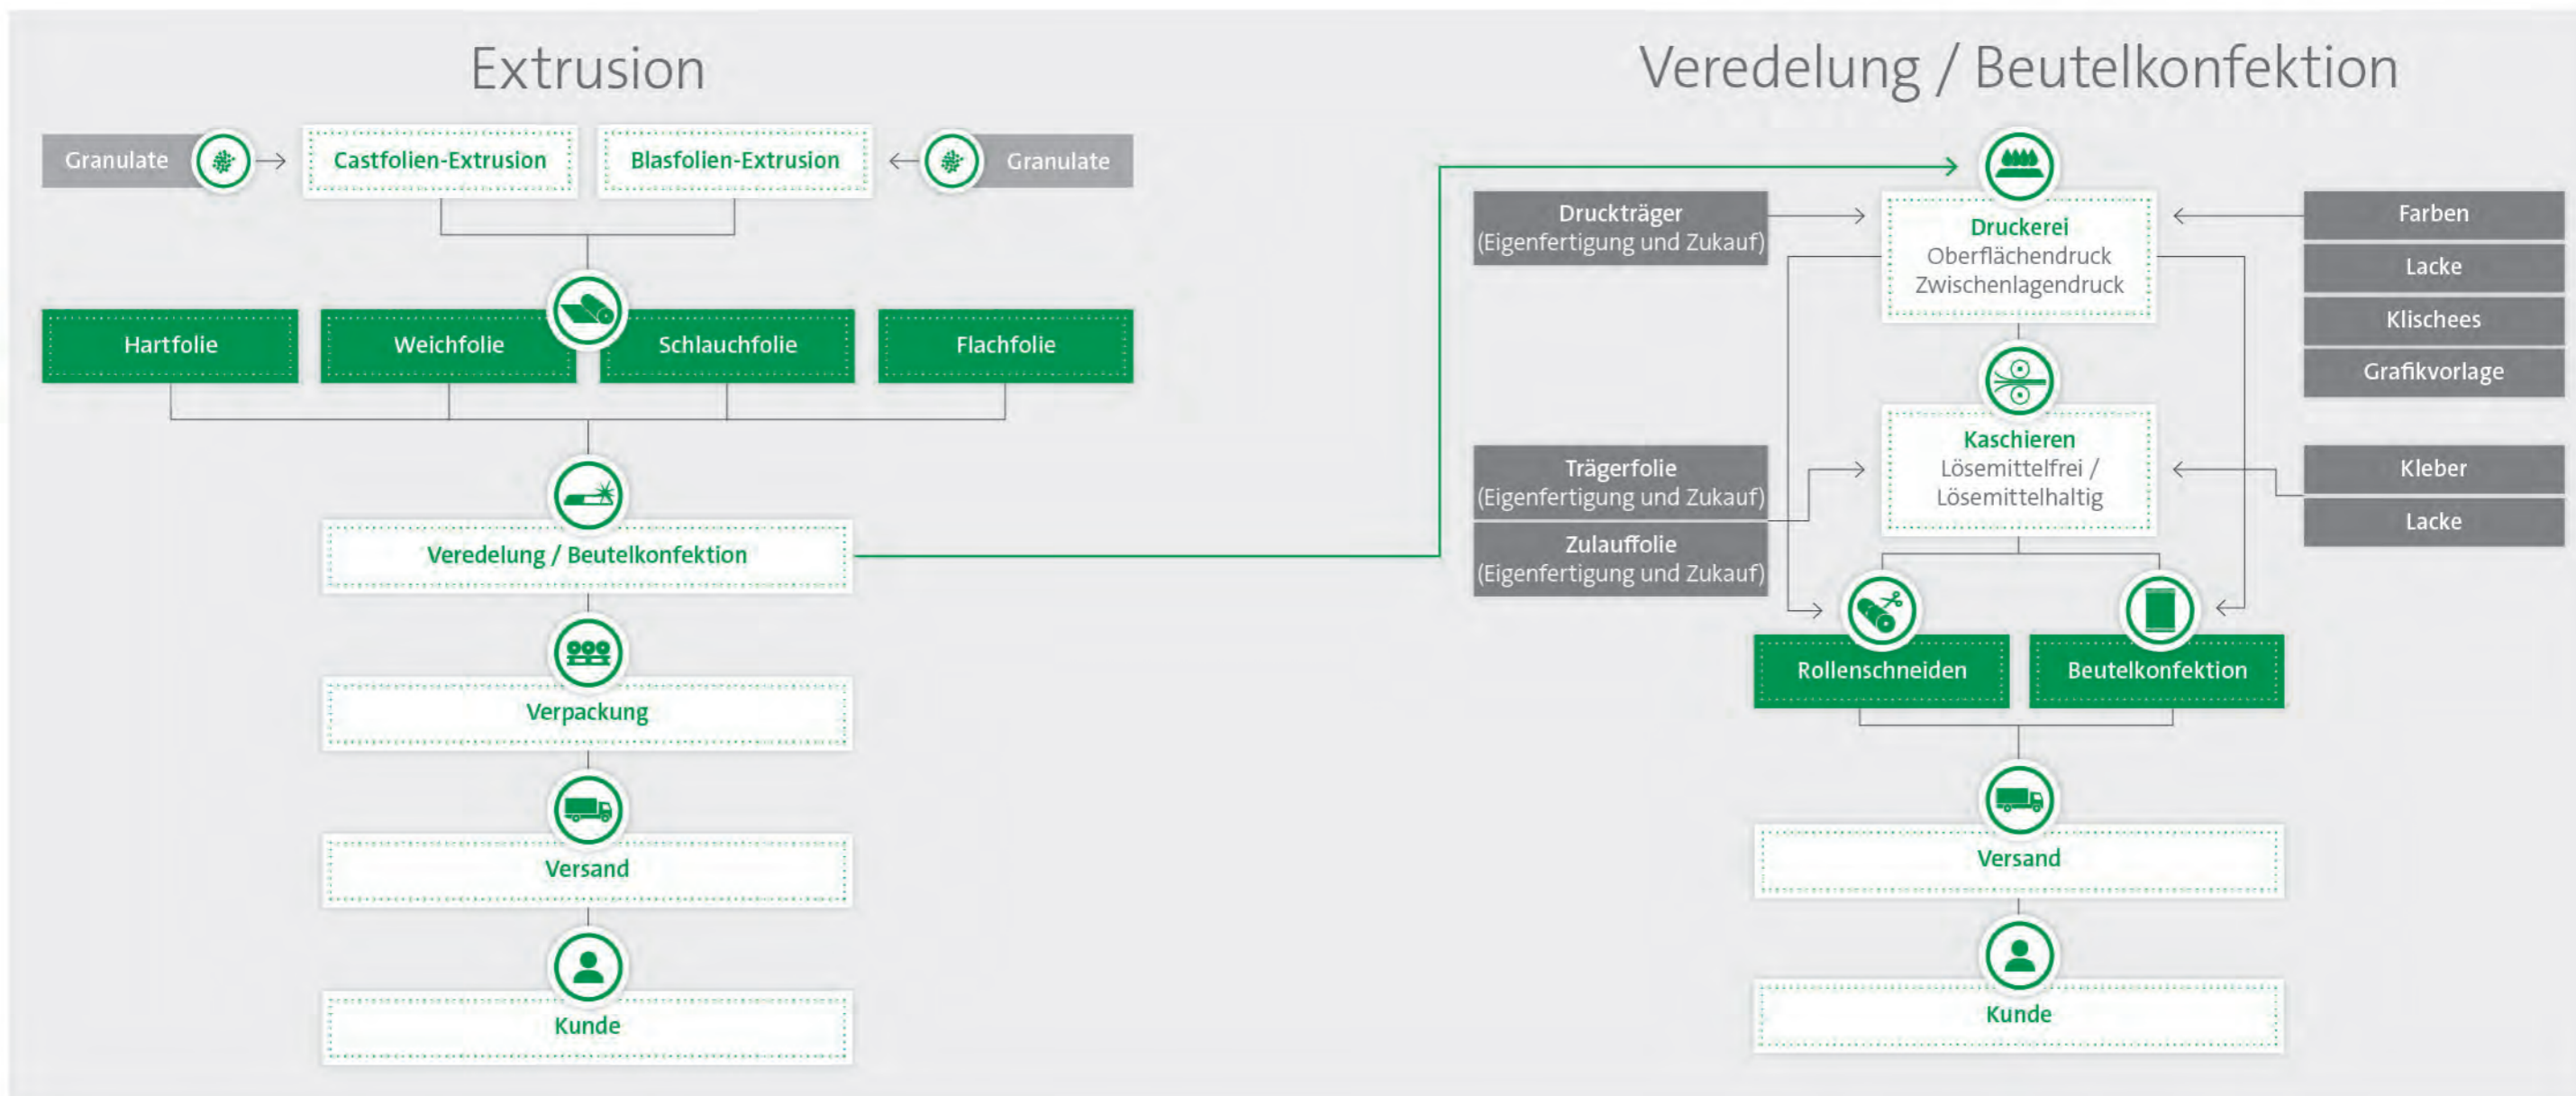 Extrusion
Granulate
Castfolien-Extrusion
Blasfolien-Extrusion
Granulate
Hartfolie
Weichfolie
Schlauchfolie
Flachfolie
Veredelung / Beutelkonfektion
Verpackung
Versand
Kunde
Veredelung / Beutelkonfektion
Druckträger
(Eigenfertigung und Zukauf)
Druckerei
Oberflächendruck
Zwischenlagendruck
Farben
Lacke
Klischees
Grafikvorlage
Trägerfolie
(Eigenfertigung und Zukauf)
Zulauffolie
(Eigenfertigung und Zukauf)
Kaschieren
Lösemittelfrei /
Lösemittelhaltig
Kleber
Lacke
Rollenschneiden
Beutelkonfektion
Versand
Kunde